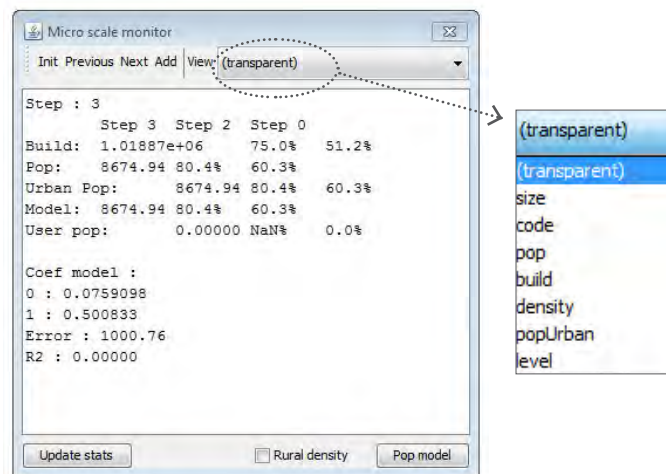 Micro scale monitor
Init Previous Next Add View: (transparent)
Step : 3
Step 3 Step 2 Step 0
Build: 1.01887e+06 75.0% 51.2%
Pop: 8674.94 80.4% 60.3%
Urban Pop: 8674.94 80.4% 60.3%
Model: 8674.94 80.4% 60.3%
User pop: 0.00000 NaN% 0.0%
Coef model :
0 : 0.0759098
1 : 0.500833
Error : 1000.76
R2 : 0.00000
Update stats Rural density Pop model
(transparent)
(transparent)
size
code
pop
build
density
popUrban
level